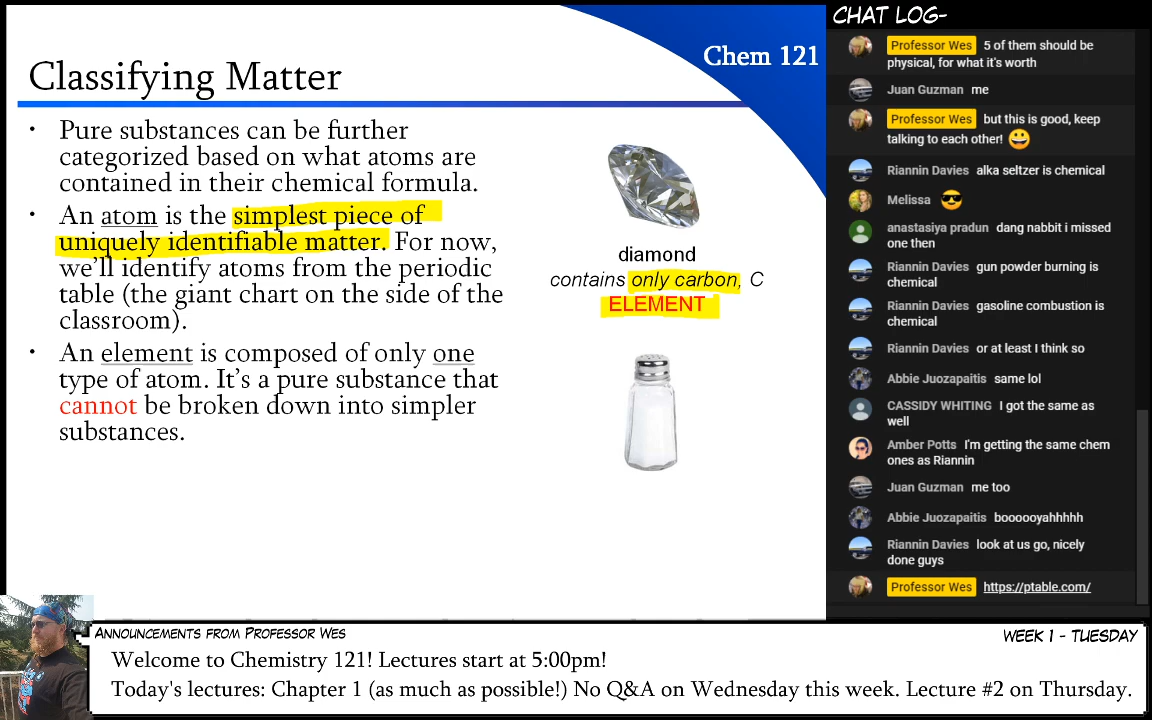 Chem 121
Classifying Matter
• Pure substances can be further
categorized based on what atoms are
contained in their chemical formula.
• An atom is the simplest piece of
uniquely identifiable matter. For now,
we'll identify atoms from the periodic
table (the giant chart on the side of the
classroom).
• An element is composed of only one
type of atom. It's a pure substance that
cannot be broken down into simpler
substances.
diamond
contains only carbon, C
ELEMENT
CHAT LOG-
Professor Wes 5 of them should be
physical, for what it's worth
Juan Guzman me
Professor Wes but this is good, keep
talking to each other! 😀
Riannin Davies alka seltzer is chemical
Melissa 😎
anastasiya pradun dang nabbit i missed
one then
Riannin Davies gun powder burning is
chemical
Riannin Davies gasoline combustion is
chemical
Riannin Davies or at least I think so
Abbie Juozapaitis same lol
CASSIDY WHITING I got the same as
well
Amber Potts I'm getting the same chem
ones as Riannin
Juan Guzman me too
Abbie Juozapaitis boooooyahhhhh
Riannin Davies look at us go, nicely
done guys
Professor Wes https://ptable.com/
ANNOUNCEMENTS FROM PROFESSOR WES
WEEK 1 - TUESDAY
Welcome to Chemistry 121! Lectures start at 5:00pm!
Today's lectures: Chapter 1 (as much as possible!) No Q&A on Wednesday this week. Lecture #2 on Thursday.